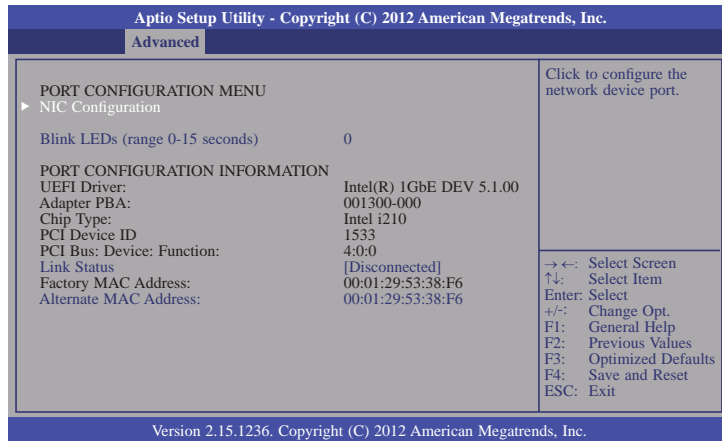 Aptio Setup Utility - Copyright (C) 2012 American Megatrends, Inc.
Advanced
PORT CONFIGURATION MENU
▶ NIC Configuration
Blink LEDs (range 0-15 seconds) 0
PORT CONFIGURATION INFORMATION
UEFI Driver: Intel(R) 1GbE DEV 5.1.00
Adapter PBA: 001300-000
Chip Type: Intel i210
PCI Device ID 1533
PCI Bus: Device: Function: 4:0:0
Link Status [Disconnected]
Factory MAC Address: 00:01:29:53:38:F6
Alternate MAC Address: 00:01:29:53:38:F6
Click to configure the
network device port.
→ ←: Select Screen
↑↓: Select Item
Enter: Select
+/-: Change Opt.
F1: General Help
F2: Previous Values
F3: Optimized Defaults
F4: Save and Reset
ESC: Exit
Version 2.15.1236. Copyright (C) 2012 American Megatrends, Inc.